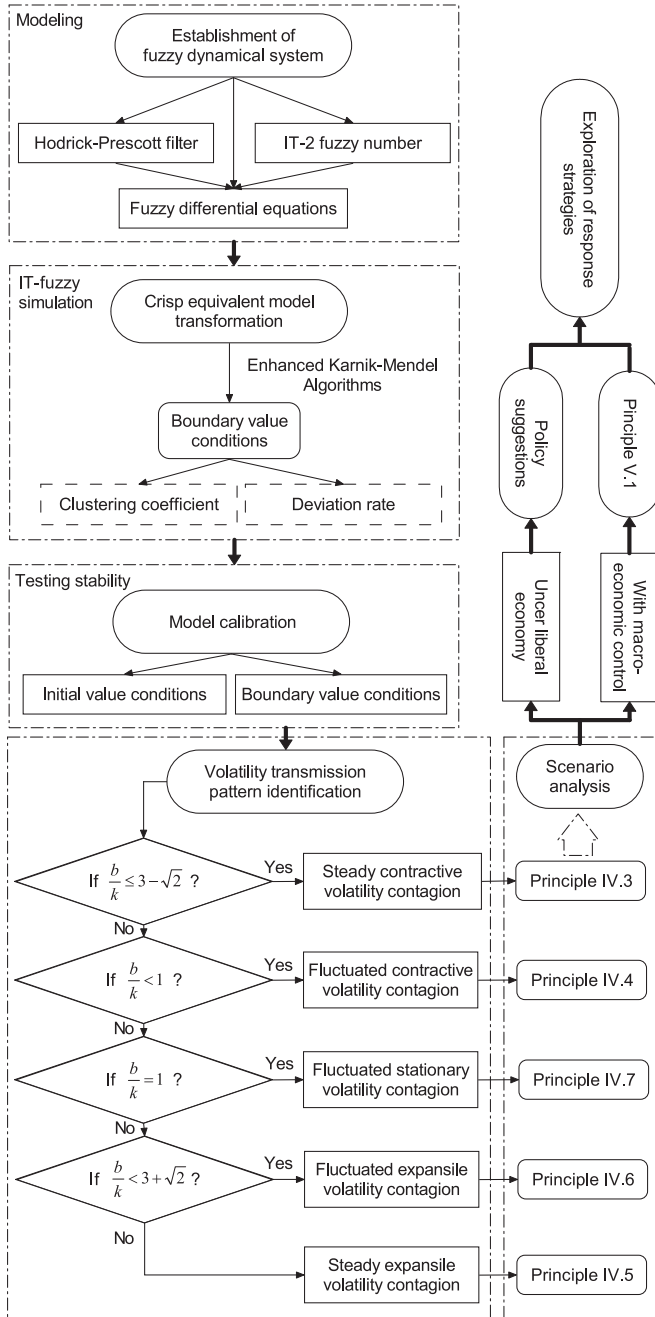 Modeling
Establishment of
fuzzy dynamical system
Hodrick-Prescott filter
IT-2 fuzzy number
Fuzzy differential equations
IT-fuzzy
simulation
Crisp equivalent model
transformation
Enhanced Karnik-Mendel
Algorithms
Boundary value
conditions
Clustering coefficient
Deviation rate
Testing stability
Model calibration
Initial value conditions
Boundary value conditions
Volatility transmission
pattern identification
If b/k ≤ 3−√2 ?
Yes
Steady contractive
volatility contagion
Principle IV.3
No
If b/k < 1 ?
Yes
Fluctuated contractive
volatility contagion
Principle IV.4
No
If b/k = 1 ?
Yes
Fluctuated stationary
volatility contagion
Principle IV.7
No
If b/k < 3+√2 ?
Yes
Fluctuated expansile
volatility contagion
Principle IV.6
No
Steady expansile
volatility contagion
Principle IV.5
Scenario
analysis
Uncer liberal
economy
With macro-
economic control
Policy
suggestions
Pinciple V.1
Exploration of response
strategies